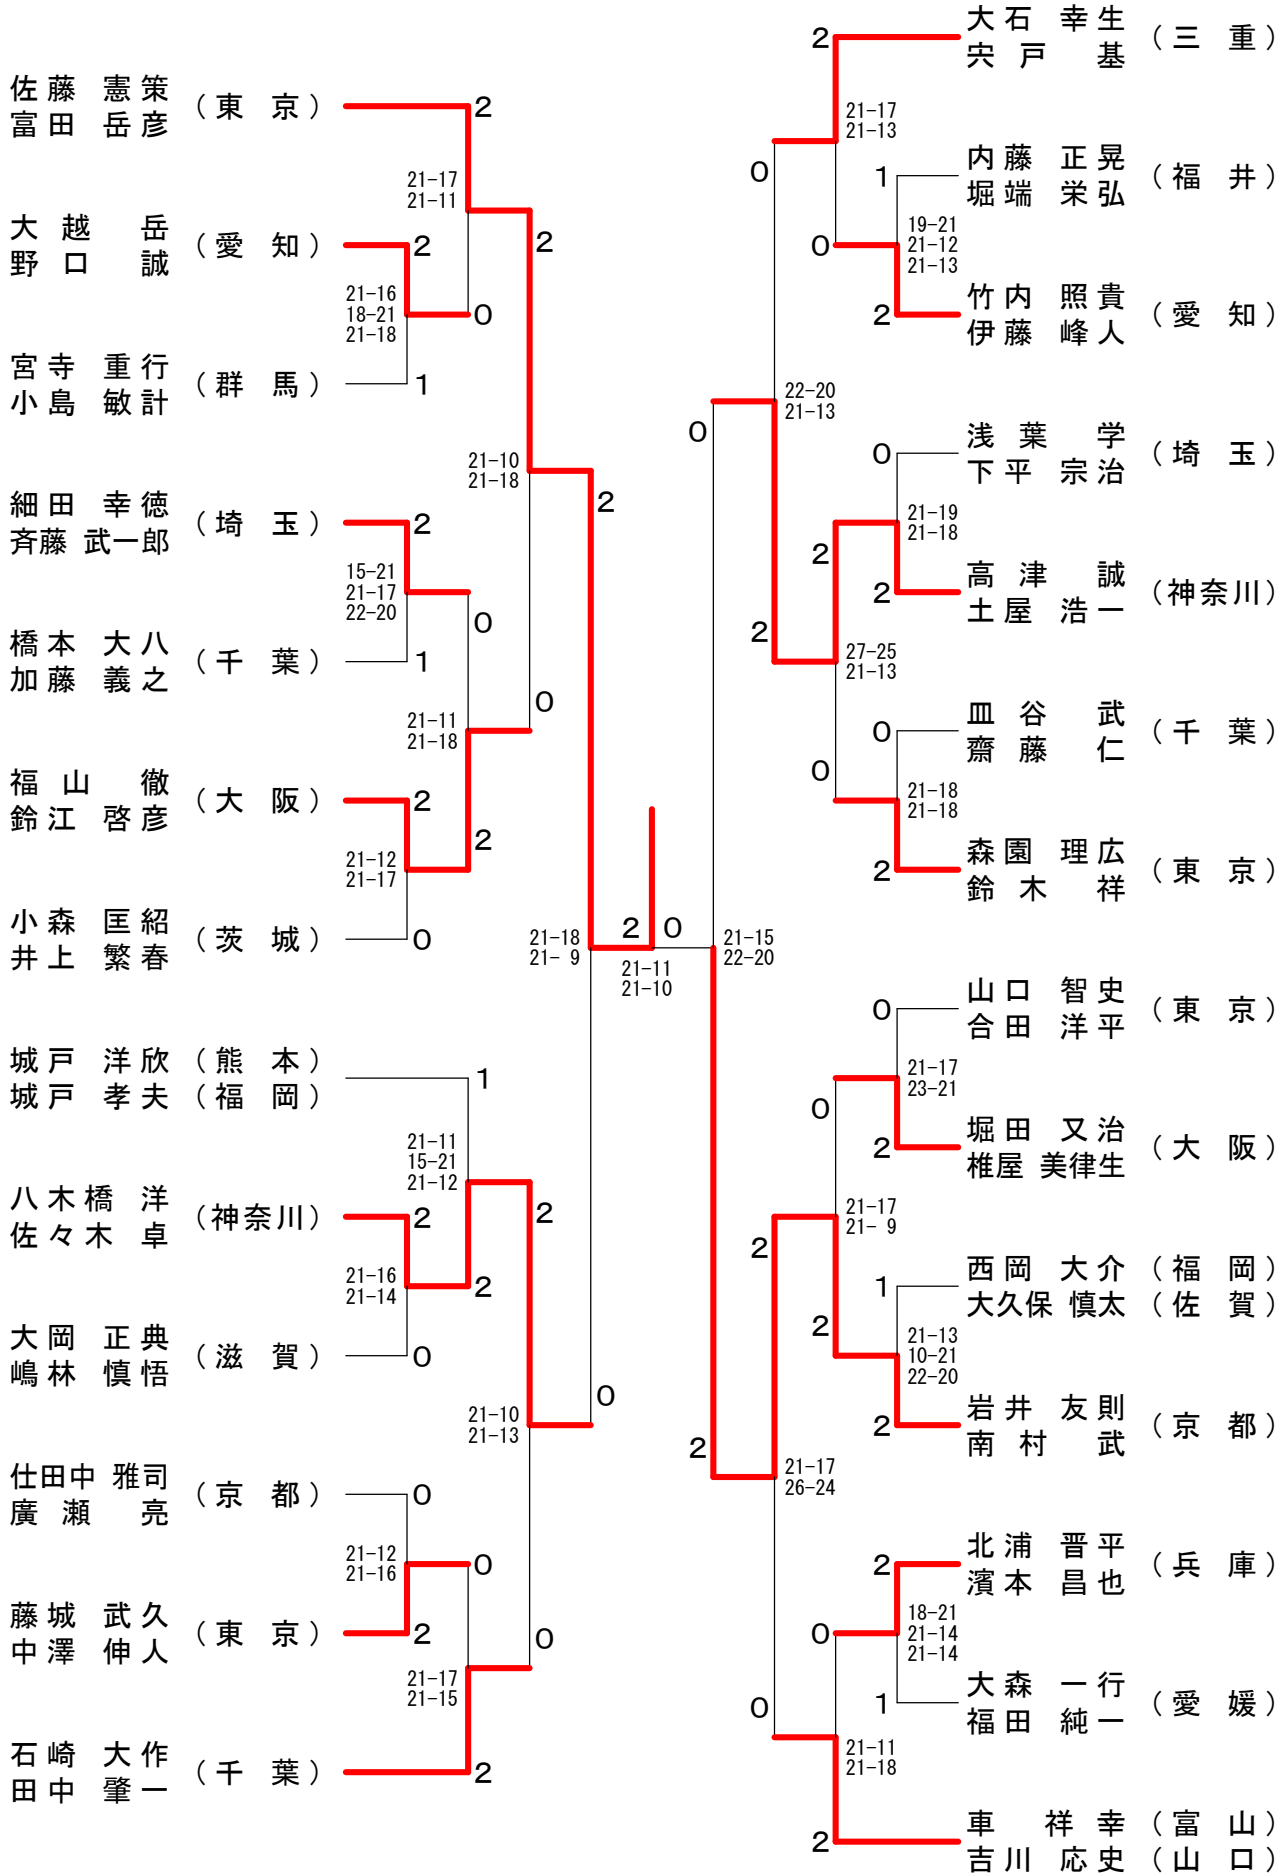 佐藤 憲策
富田 岳彦
(東京)
2
21-17
21-11
大越 岳
野口 誠
(愛知)
2
2
21-16
18-21
21-18
0
宮寺 重行
小島 敏計
(群馬)
1
21-10
21-18
2
細田 幸徳
斉藤 武一郎
(埼玉)
2
15-21
21-17
22-20
0
橋本 大八
加藤 義之
(千葉)
1
0
21-11
21-18
福山 徹
鈴江 啓彦
(大阪)
2
2
21-12
21-17
小森 匡紹
井上 繁春
(茨城)
0
21-18
21- 9
2
0
21-11
21-10
城戸 洋欣
城戸 孝夫
(熊本)
(福岡)
1
21-11
15-21
21-12
八木橋 洋
佐々木 卓
(神奈川)
2
2
21-16
21-14
2
大岡 正典
嶋林 慎悟
(滋賀)
0
0
21-10
21-13
仕田中 雅司
廣瀬 亮
(京都)
0
21-12
21-16
0
藤城 武久
中澤 伸人
(東京)
2
0
21-17
21-15
石崎 大作
田中 肇一
(千葉)
2
2
大石 幸生
宍戸 基
(三重)
21-17
21-13
0
1
内藤 正晃
堀端 栄弘
(福井)
0
19-21
21-12
21-13
2
竹内 照貴
伊藤 峰人
(愛知)
22-20
21-13
0
0
浅葉 学
下平 宗治
(埼玉)
21-19
21-18
2
2
高津 誠
土屋 浩一
(神奈川)
2
27-25
21-13
0
皿谷 武
齋藤 仁
(千葉)
0
21-18
21-18
2
森園 理広
鈴木 祥
(東京)
21-15
22-20
0
山口 智史
合田 洋平
(東京)
21-17
23-21
0
2
堀田 又治
椎屋 美律生
(大阪)
21-17
21- 9
2
1
西岡 大介
大久保 慎太
(福岡)
(佐賀)
2
21-13
10-21
22-20
2
岩井 友則
南村 武
(京都)
2
21-17
26-24
2
北浦 晋平
濱本 昌也
(兵庫)
0
18-21
21-14
21-14
1
大森 一行
福田 純一
(愛媛)
0
21-11
21-18
2
車 祥幸
吉川 応史
(富山)
(山口)